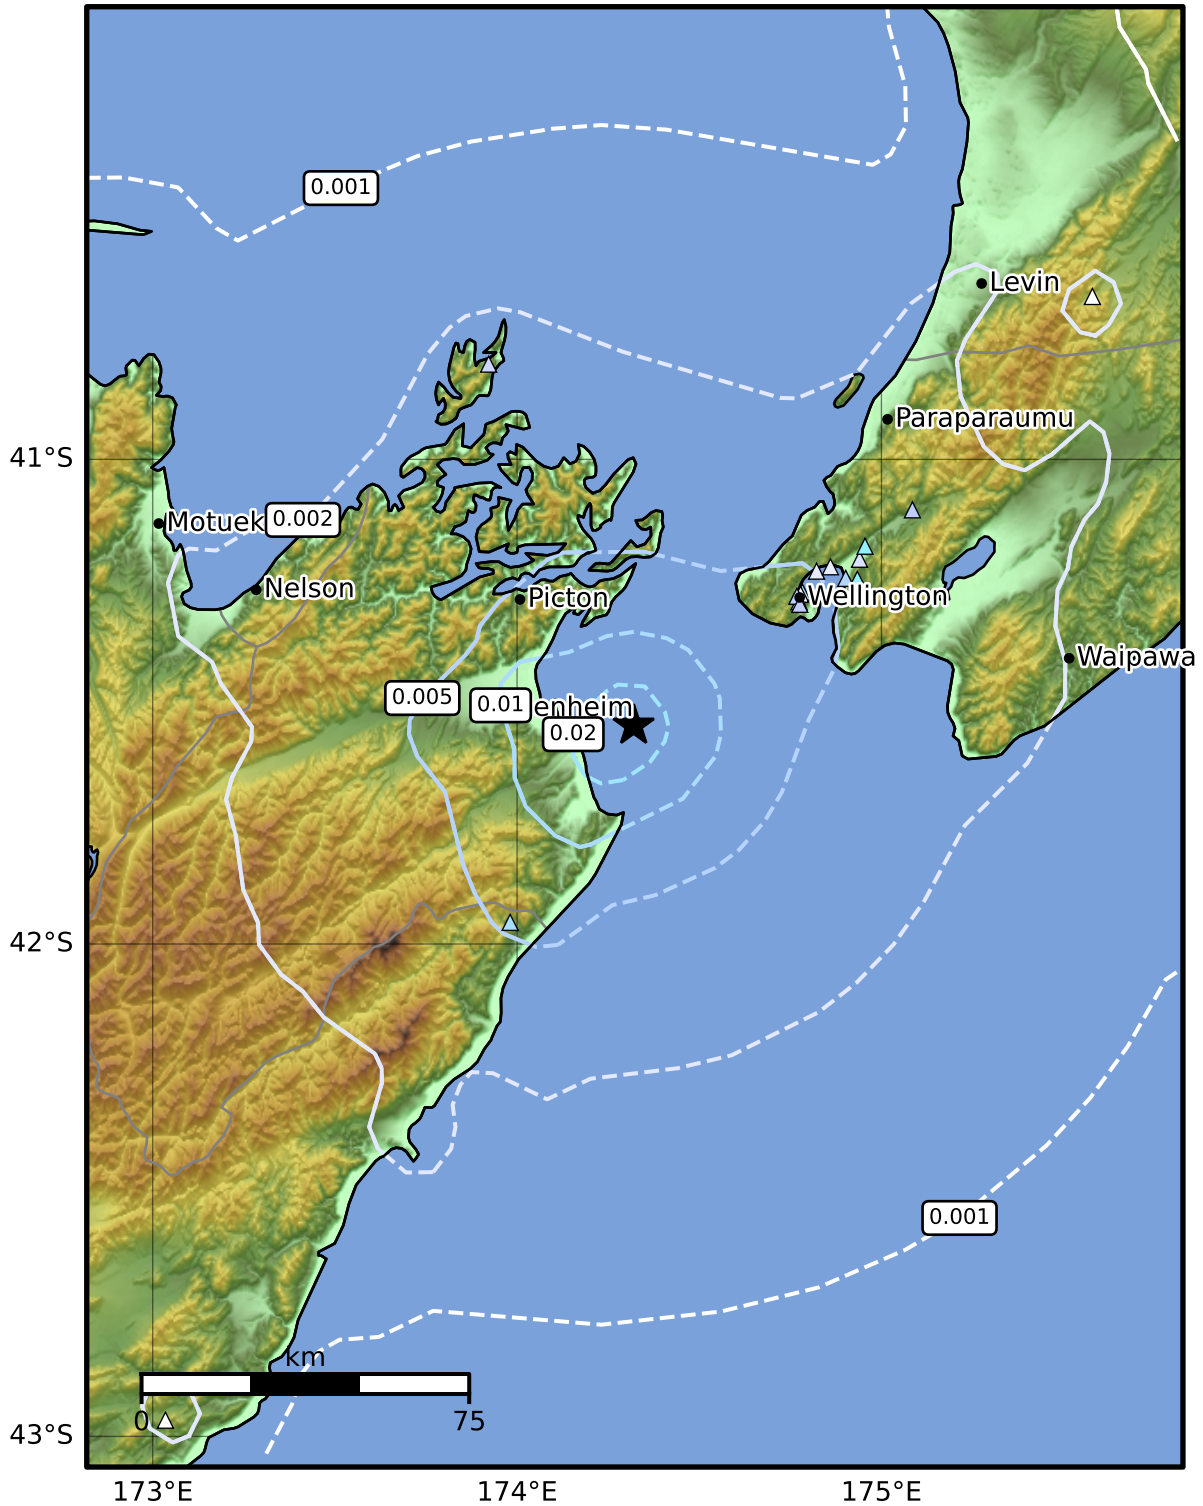 0.001
Levin
Paraparaumu
41°S
Motuek
0.002
Nelson
Picton
Wellington
Waipawa
0.005
0.01
enheim
0.02
42°S
0.001
km
0
75
43°S
173°E
174°E
175°E